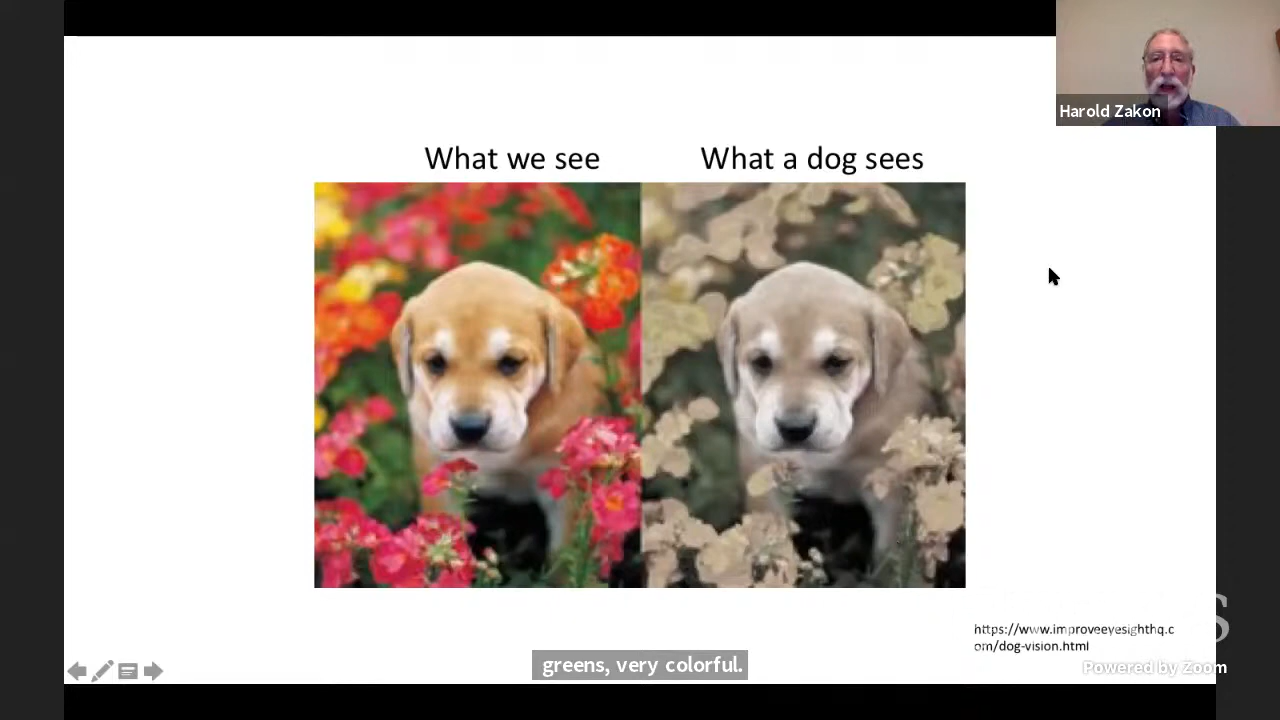 Harold Zakon
What we see
What a dog sees
https://www.improveeyesighthq.c
om/dog-vision.html
S
greens, very colorful.
Powered by Zoom